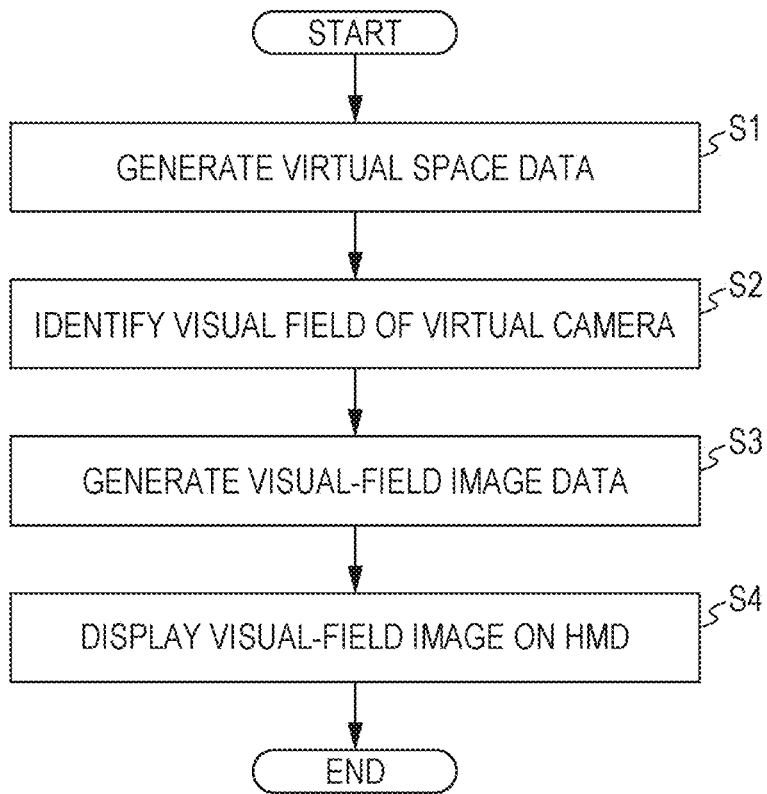 START
S1
GENERATE VIRTUAL SPACE DATA
S2
IDENTIFY VISUAL FIELD OF VIRTUAL CAMERA
S3
GENERATE VISUAL-FIELD IMAGE DATA
S4
DISPLAY VISUAL-FIELD IMAGE ON HMD
END